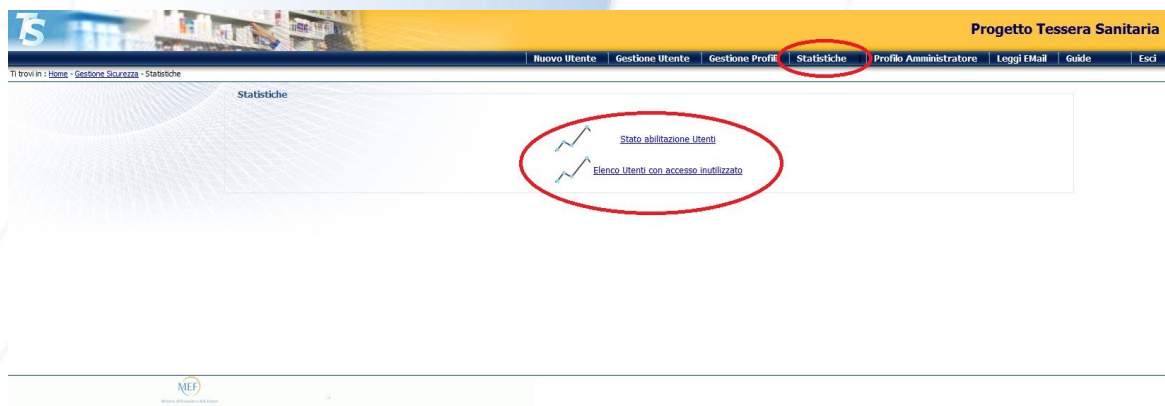 TS
Progetto Tessera Sanitaria
Nuovo Utente Gestione Utente Gestione Profili Statistiche Profilo Amministratore Leggi EMail Guide Esci
Ti trovi in : Home - Gestione Sicurezza - Statistiche
Statistiche
Stato abilitazione Utenti
Elenco Utenti con accesso inutilizzato
MEF